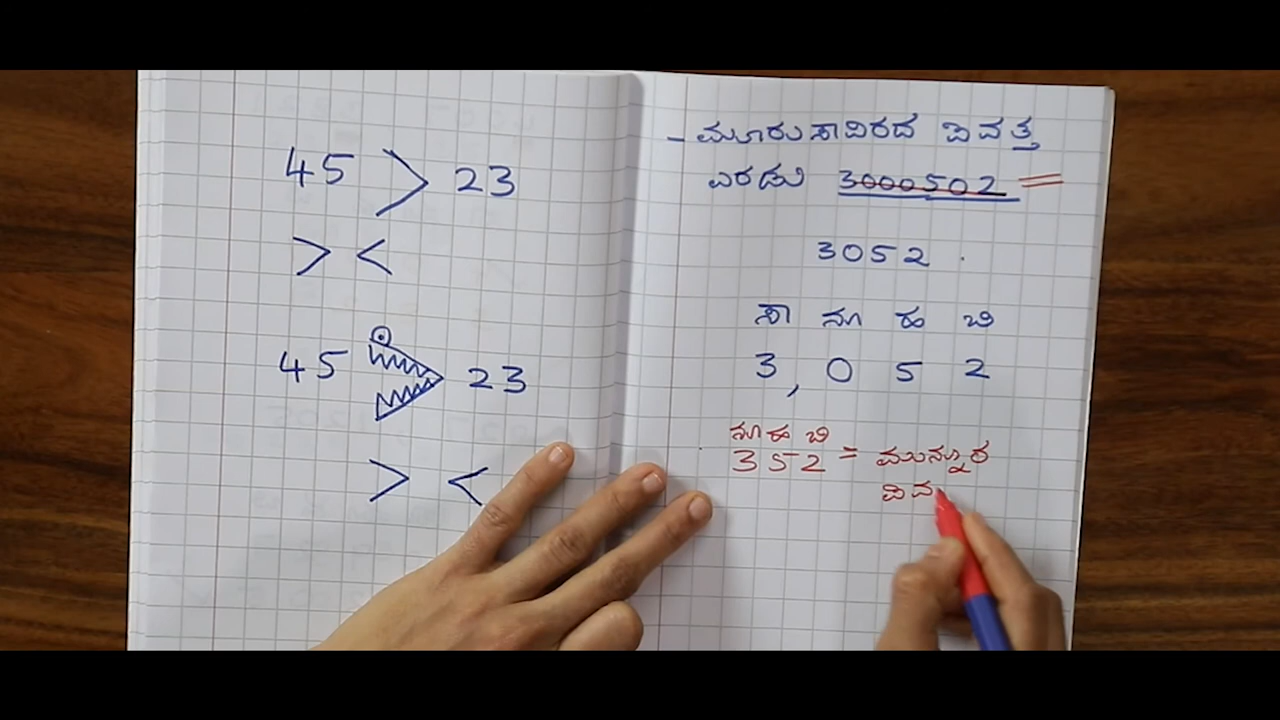 45 > 23
> <
45 > 23
> <
- ಮೂರು ಸಾವಿರದ ಐವತ್ತ
ಎರಡು 3000502
3052 .
ಸಾ ನೂ ಹ ಬಿ
3, 0 5 2
ನೂ ಹ ಬಿ
352 = ಮುನ್ನೂರ
ಐವ